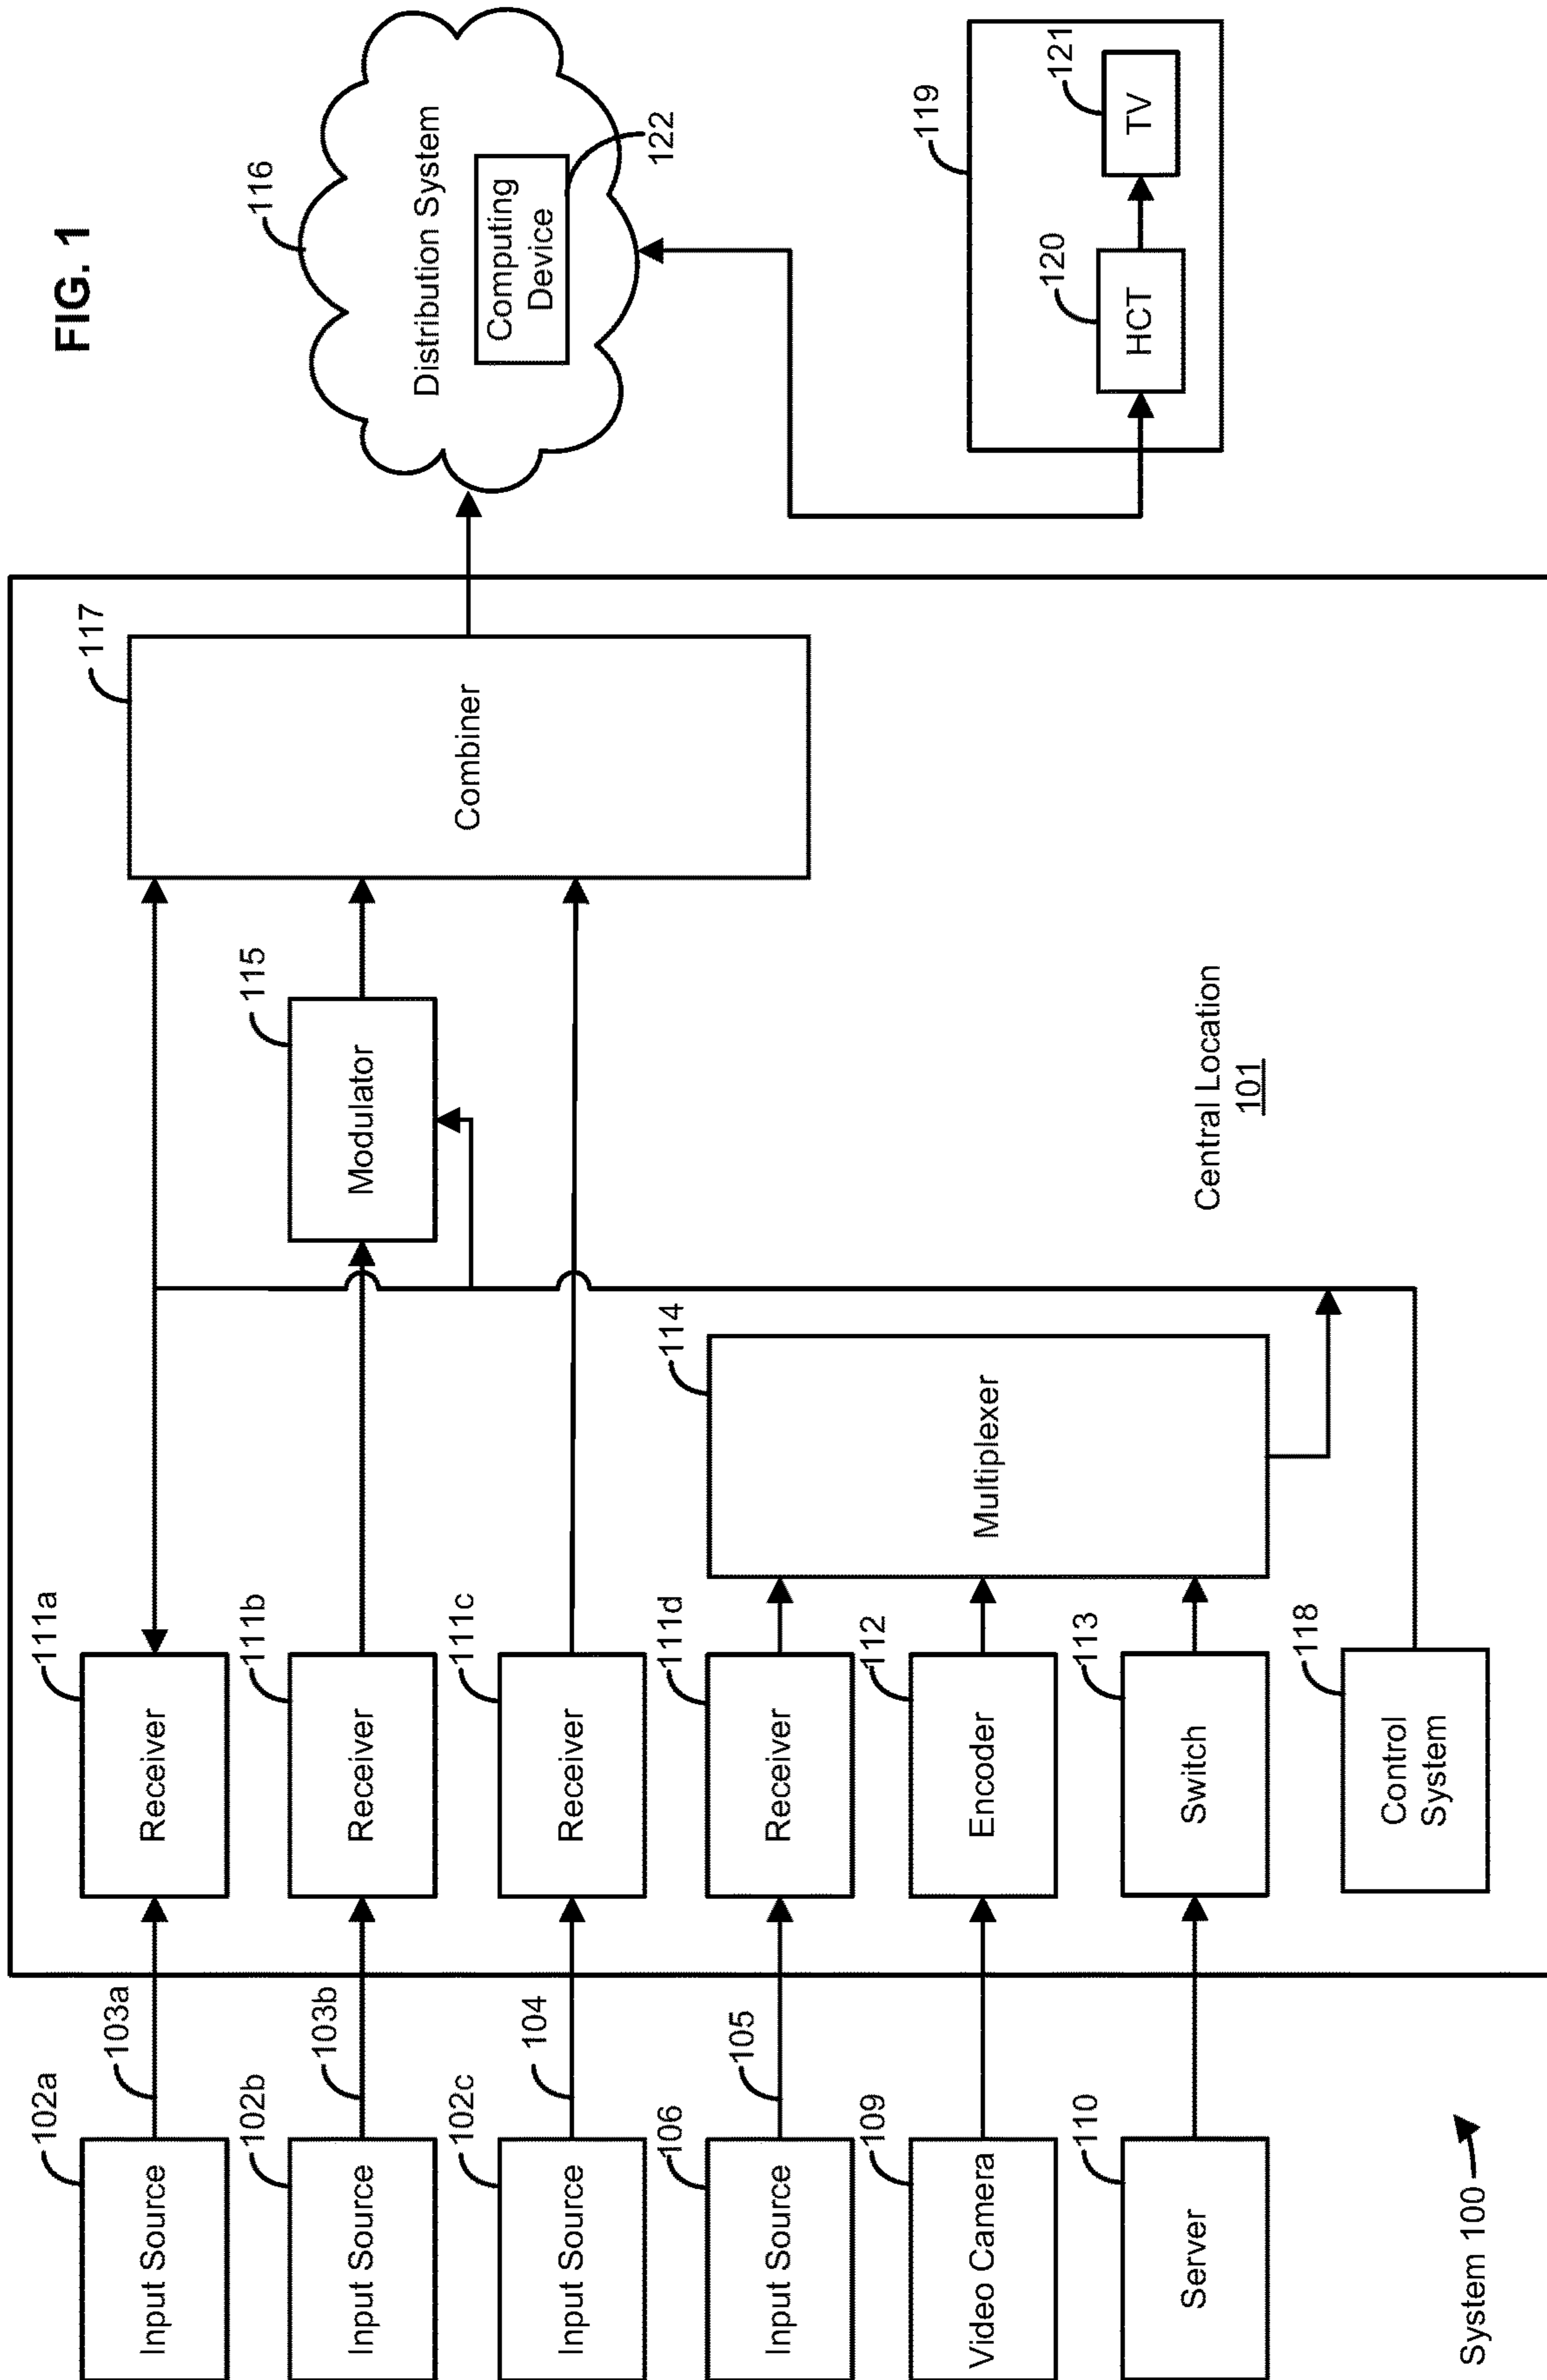 FIG. 1
102a
Input Source
103a
111a
Receiver
102b
Input Source
103b
111b
Receiver
115
Modulator
102c
Input Source
104
111c
Receiver
117
Combiner
116
Distribution System
Computing
Device
122
106
Input Source
105
111d
Receiver
109
Video Camera
112
Encoder
110
Server
113
Switch
114
Multiplexer
118
Control
System
Central Location
101
119
120
HCT
121
TV
System 100